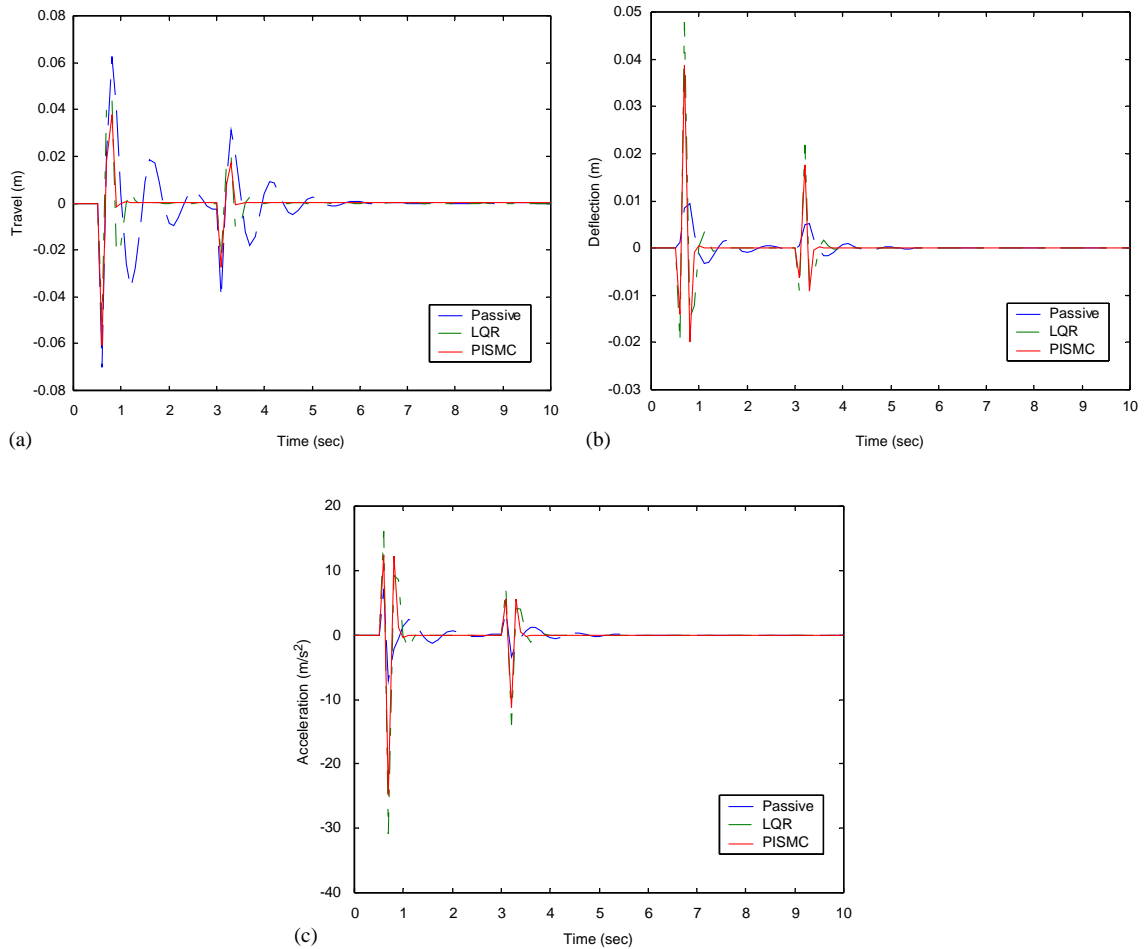 0.08
0.06
0.04
0.02
0
-0.02
-0.04
-0.06
-0.08
Travel (m)
0 1 2 3 4 5 6 7 8 9 10
Time (sec)
Passive
LQR
PISMC
(a)
0.05
0.04
0.03
0.02
0.01
0
-0.01
-0.02
-0.03
Deflection (m)
0 1 2 3 4 5 6 7 8 9 10
Time (sec)
Passive
LQR
PISMC
(b)
20
10
0
-10
-20
-30
-40
Acceleration (m/s²)
0 1 2 3 4 5 6 7 8 9 10
Time (sec)
Passive
LQR
PISMC
(c)